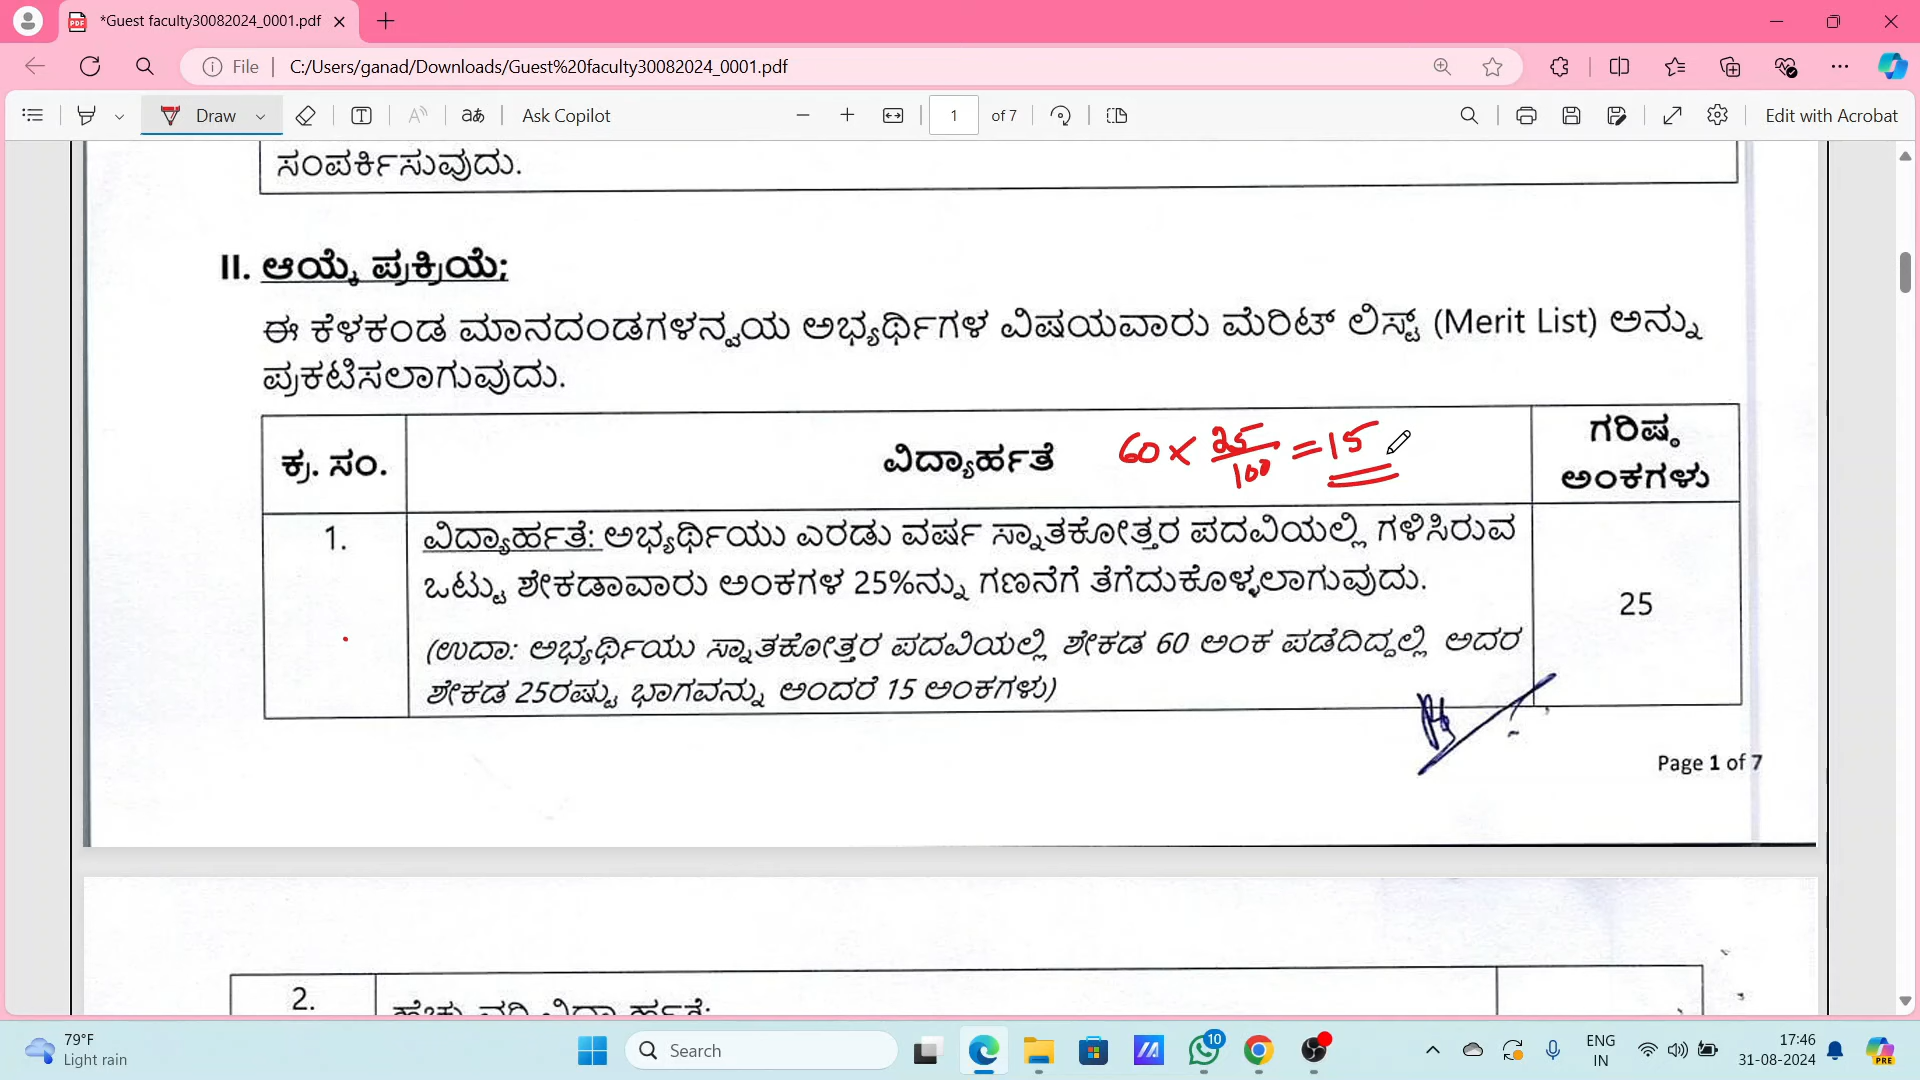 *Guest faculty30082024_0001.pdf
File
C:/Users/ganad/Downloads/Guest%20faculty30082024_0001.pdf
Draw
aあ
Ask Copilot
1 of 7
Edit with Acrobat
ಸಂಪರ್ಕಿಸುವುದು.
II. ಆಯ್ಕೆ ಪ್ರಕ್ರಿಯೆ;
ಈ ಕೆಳಕಂಡ ಮಾನದಂಡಗಳನ್ವಯ ಅಭ್ಯರ್ಥಿಗಳ ವಿಷಯವಾರು ಮೆರಿಟ್ ಲಿಸ್ಟ್ (Merit List) ಅನ್ನು
ಪ್ರಕಟಿಸಲಾಗುವುದು.
ಕ್ರ. ಸಂ.
ವಿದ್ಯಾರ್ಹತೆ
60 × 25/100 = 15
ಗರಿಷ್ಠ
ಅಂಕಗಳು
1.
ವಿದ್ಯಾರ್ಹತೆ: ಅಭ್ಯರ್ಥಿಯು ಎರಡು ವರ್ಷ ಸ್ನಾತಕೋತ್ತರ ಪದವಿಯಲ್ಲಿ ಗಳಿಸಿರುವ
ಒಟ್ಟು ಶೇಕಡಾವಾರು ಅಂಕಗಳ 25%ನ್ನು ಗಣನೆಗೆ ತೆಗೆದುಕೊಳ್ಳಲಾಗುವುದು.
(ಉದಾ: ಅಭ್ಯರ್ಥಿಯು ಸ್ನಾತಕೋತ್ತರ ಪದವಿಯಲ್ಲಿ ಶೇಕಡ 60 ಅಂಕ ಪಡೆದಿದ್ದಲ್ಲಿ ಅದರ
ಶೇಕಡ 25ರಷ್ಟು ಭಾಗವನ್ನು ಅಂದರೆ 15 ಅಂಕಗಳು)
25
Page 1 of 7
2.
79°F
Light rain
Search
10
ENG
IN
17:46
31-08-2024
PRE